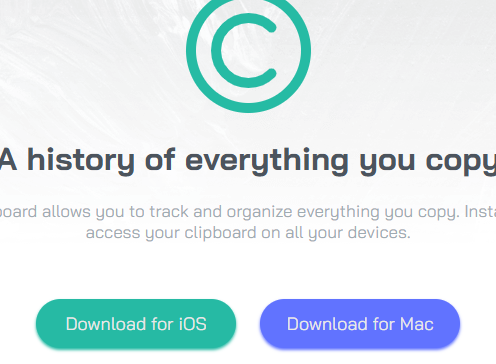 A history of everything you copy
board allows you to track and organize everything you copy. Insta
access your clipboard on all your devices.
Download for iOS
Download for Mac